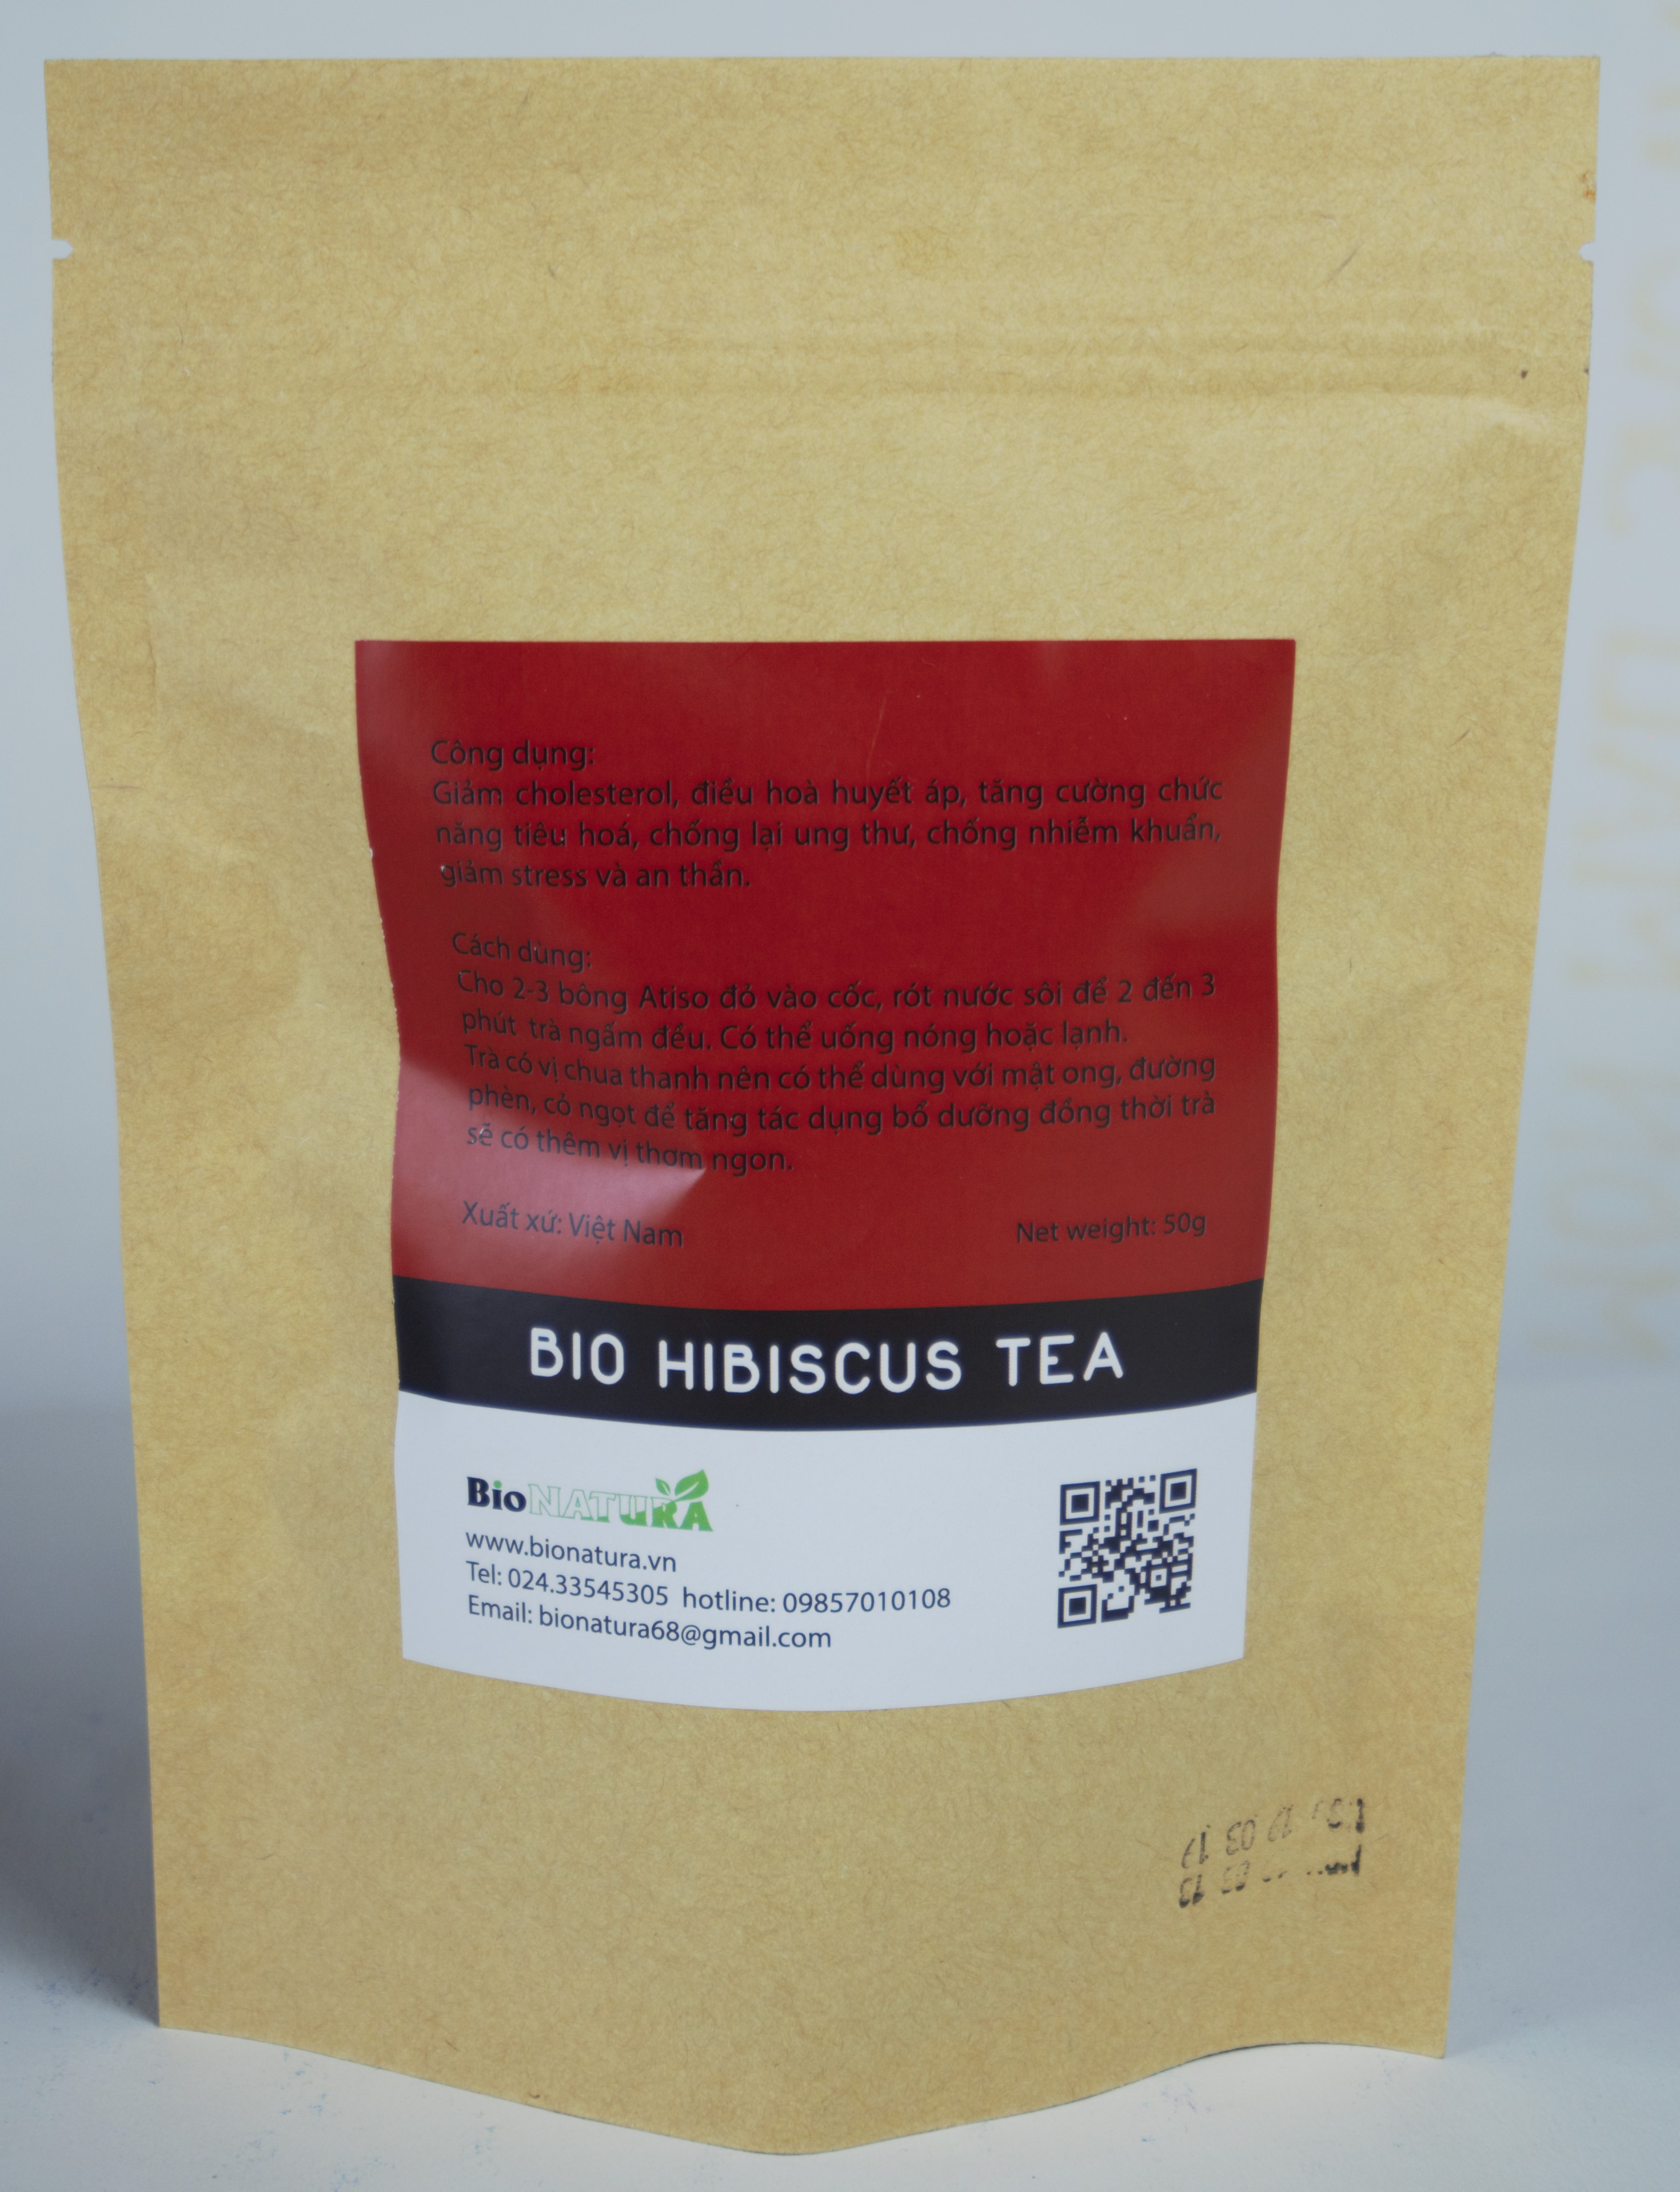 Công dụng:
Giảm cholesterol, điều hoà huyết áp, tăng cường chức
năng tiêu hoá, chống lại ung thư, chống nhiễm khuẩn,
giảm stress và an thần.
Cách dùng:
Cho 2-3 bông Atiso đỏ vào cốc, rót nước sôi để 2 đến 3
phút trà ngấm đều. Có thể uống nóng hoặc lạnh.
Trà có vị chua thanh nên có thể dùng với mật ong, đường
phèn, cỏ ngọt để tăng tác dụng bổ dưỡng đồng thời trà
sẽ có thêm vị thơm ngon.
Xuất xứ: Việt Nam
Net weight: 50g
BIO HIBISCUS TEA
BioNATURA
www.bionatura.vn
Tel: 024.33545305 hotline: 09857010108
Email: bionatura68@gmail.com